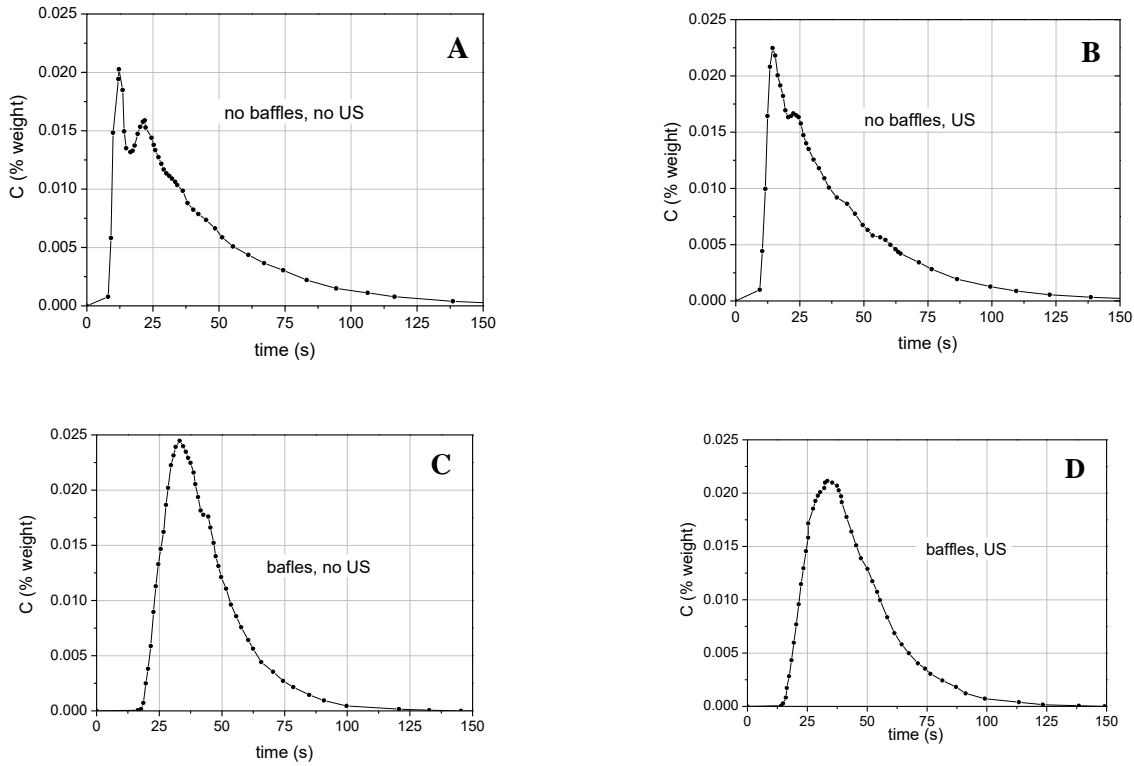 A
no baffles, no US
C (% weight)
0.025
0.020
0.015
0.010
0.005
0.000
0 25 50 75 100 125 150
time (s)
B
no baffles, US
C (% weight)
0.025
0.020
0.015
0.010
0.005
0.000
0 25 50 75 100 125 150
time (s)
C
bafles, no US
C (% weight)
0.025
0.020
0.015
0.010
0.005
0.000
0 25 50 75 100 125 150
time (s)
D
baffles, US
C (% weight)
0.025
0.020
0.015
0.010
0.005
0.000
0 25 50 75 100 125 150
time (s)